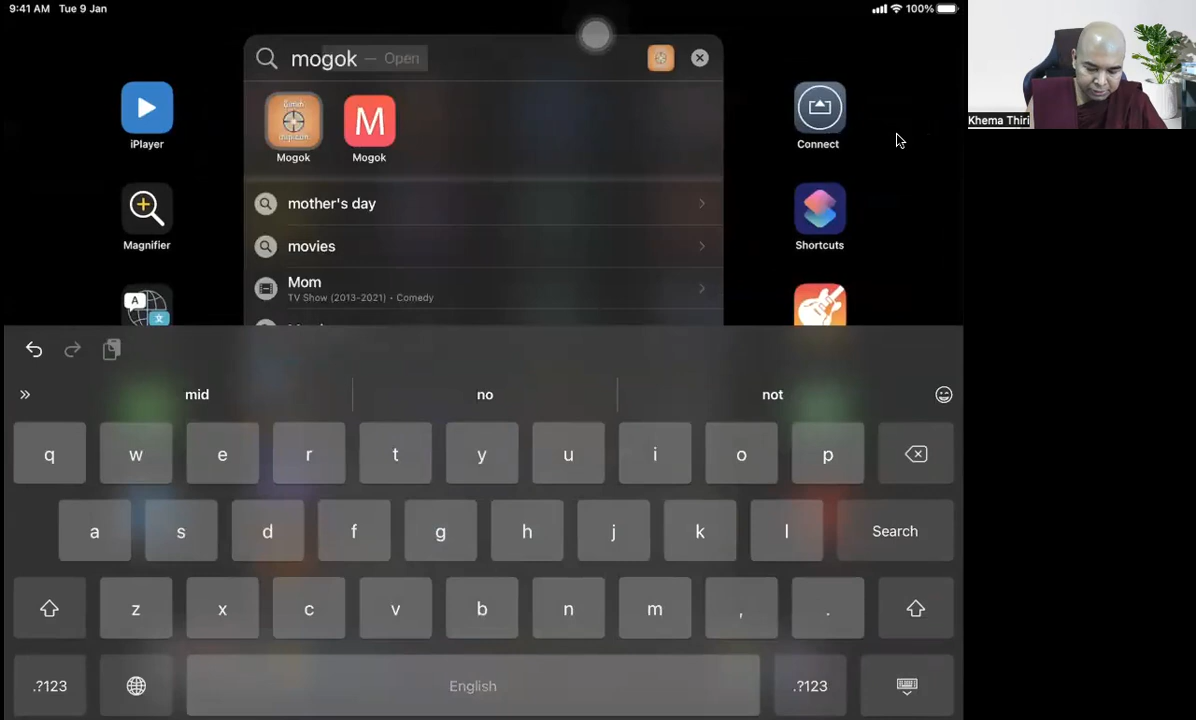 9:41 AM Tue 9 Jan
100%
mogok — Open
iPlayer
Mogok
M
Mogok
Connect
Khema Thiri
Magnifier
mother's day
movies
Mom
TV Show (2013-2021) • Comedy
Shortcuts
A
mid
no
not
q w e r t y u i o p
a s d f g h j k l Search
z x c v b n m , .
.?123
English
.?123